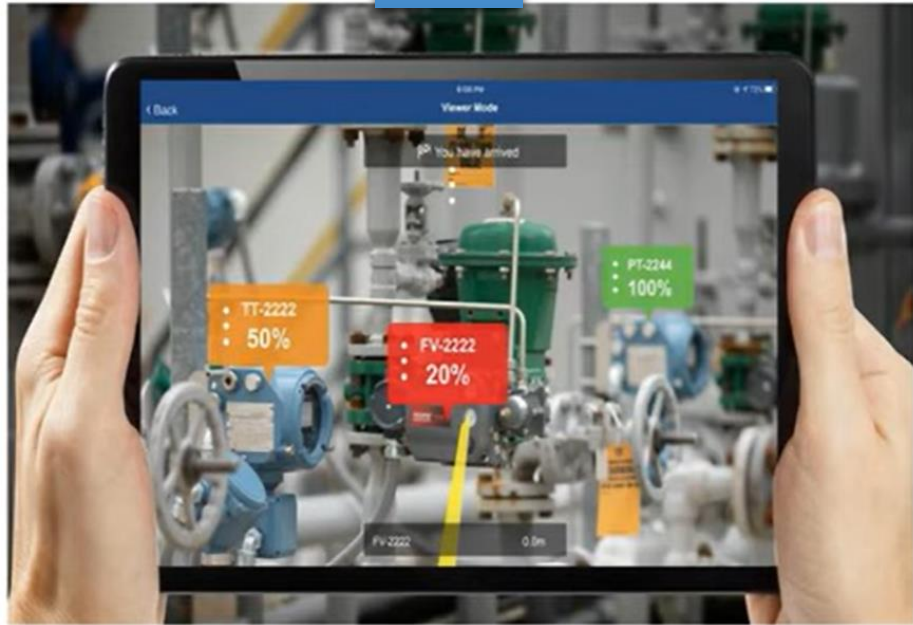 < Back
Viewer Mode
You have arrived
PT-2244
100%
TT-2222
50%
FV-2222
20%
FV-2222
0.0m